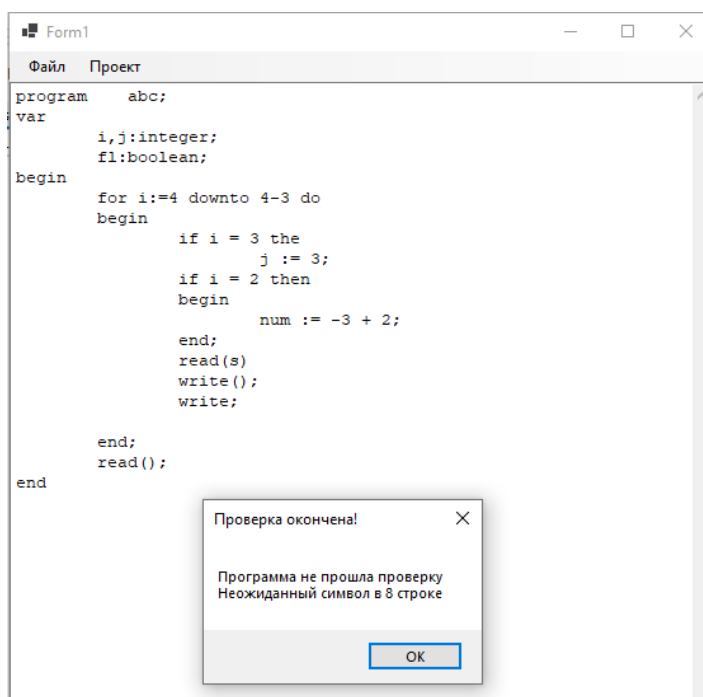 Form1
Файл Проект
program abc;
var
i,j:integer;
fl:boolean;
begin
for i:=4 downto 4-3 do
begin
if i = 3 the
j := 3;
if i = 2 then
begin
num := -3 + 2;
end;
read(s)
write();
write;
end;
read();
end
Проверка окончена!
Программа не прошла проверку
Неожиданный символ в 8 строке
OK